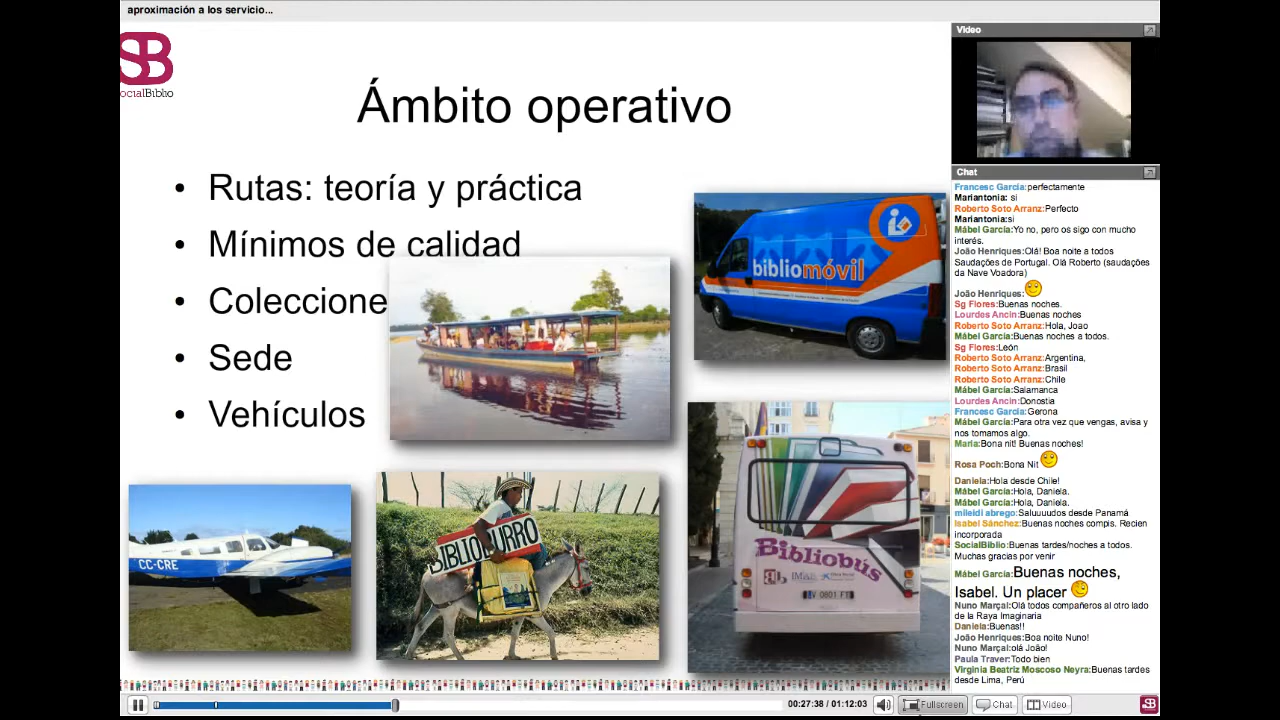 aproximación a los servicio...
SB
ocialBiblio
Ámbito operativo
• Rutas: teoría y práctica
• Mínimos de calidad
• Coleccione
• Sede
• Vehículos
bibliomóvil
CC-CRE
BIBLIOBURRO
Bibliobús
V 0801 FT
Video
Chat
Francesc García:perfectamente
Mariantonia: si
Roberto Soto Arranz:Perfecto
Mariantonia:si
Mábel García:Yo no, pero os sigo con mucho
interés.
João Henriques:Olá! Boa noite a todos
Saudações de Portugal. Olá Roberto (saudações
da Nave Voadora)
João Henriques:
Sg Flores:Buenas noches.
Lourdes Ancin:Buenas noches
Roberto Soto Arranz:Hola, Joao
Mábel García:Buenas noches a todos.
Sg Flores:León
Roberto Soto Arranz:Argentina,
Roberto Soto Arranz:Brasil
Roberto Soto Arranz:Chile
Mábel García:Salamanca
Lourdes Ancin:Donostia
Francesc García:Gerona
Mábel García:Para otra vez que vengas, avisa y
nos tomamos algo.
Maria:Bona nit! Buenas noches!
Rosa Poch:Bona Nit
Daniela:Hola desde Chile!
Mábel García:Hola, Daniela.
Mábel García:Hola, Daniela.
mileidi abrego:Saluuuudos desde Panamá
Isabel Sánchez:Buenas noches compis. Recien
incorporada
SocialBiblio:Buenas tardes/noches a todos.
Muchas gracias por venir
Mábel García:Buenas noches,
Isabel. Un placer
Nuno Marçal:Olá todos compañeros al otro lado
de la Raya Imaginaria
Daniela:Buenas!!
João Henriques:Boa noite Nuno!
Nuno Marçal:olá João!
Paula Traver:Todo bien
Virginia Beatriz Moscoso Neyra:Buenas tardes
desde Lima, Perú
00:27:38 / 01:12:03
Fullscreen
Chat
Video
SB